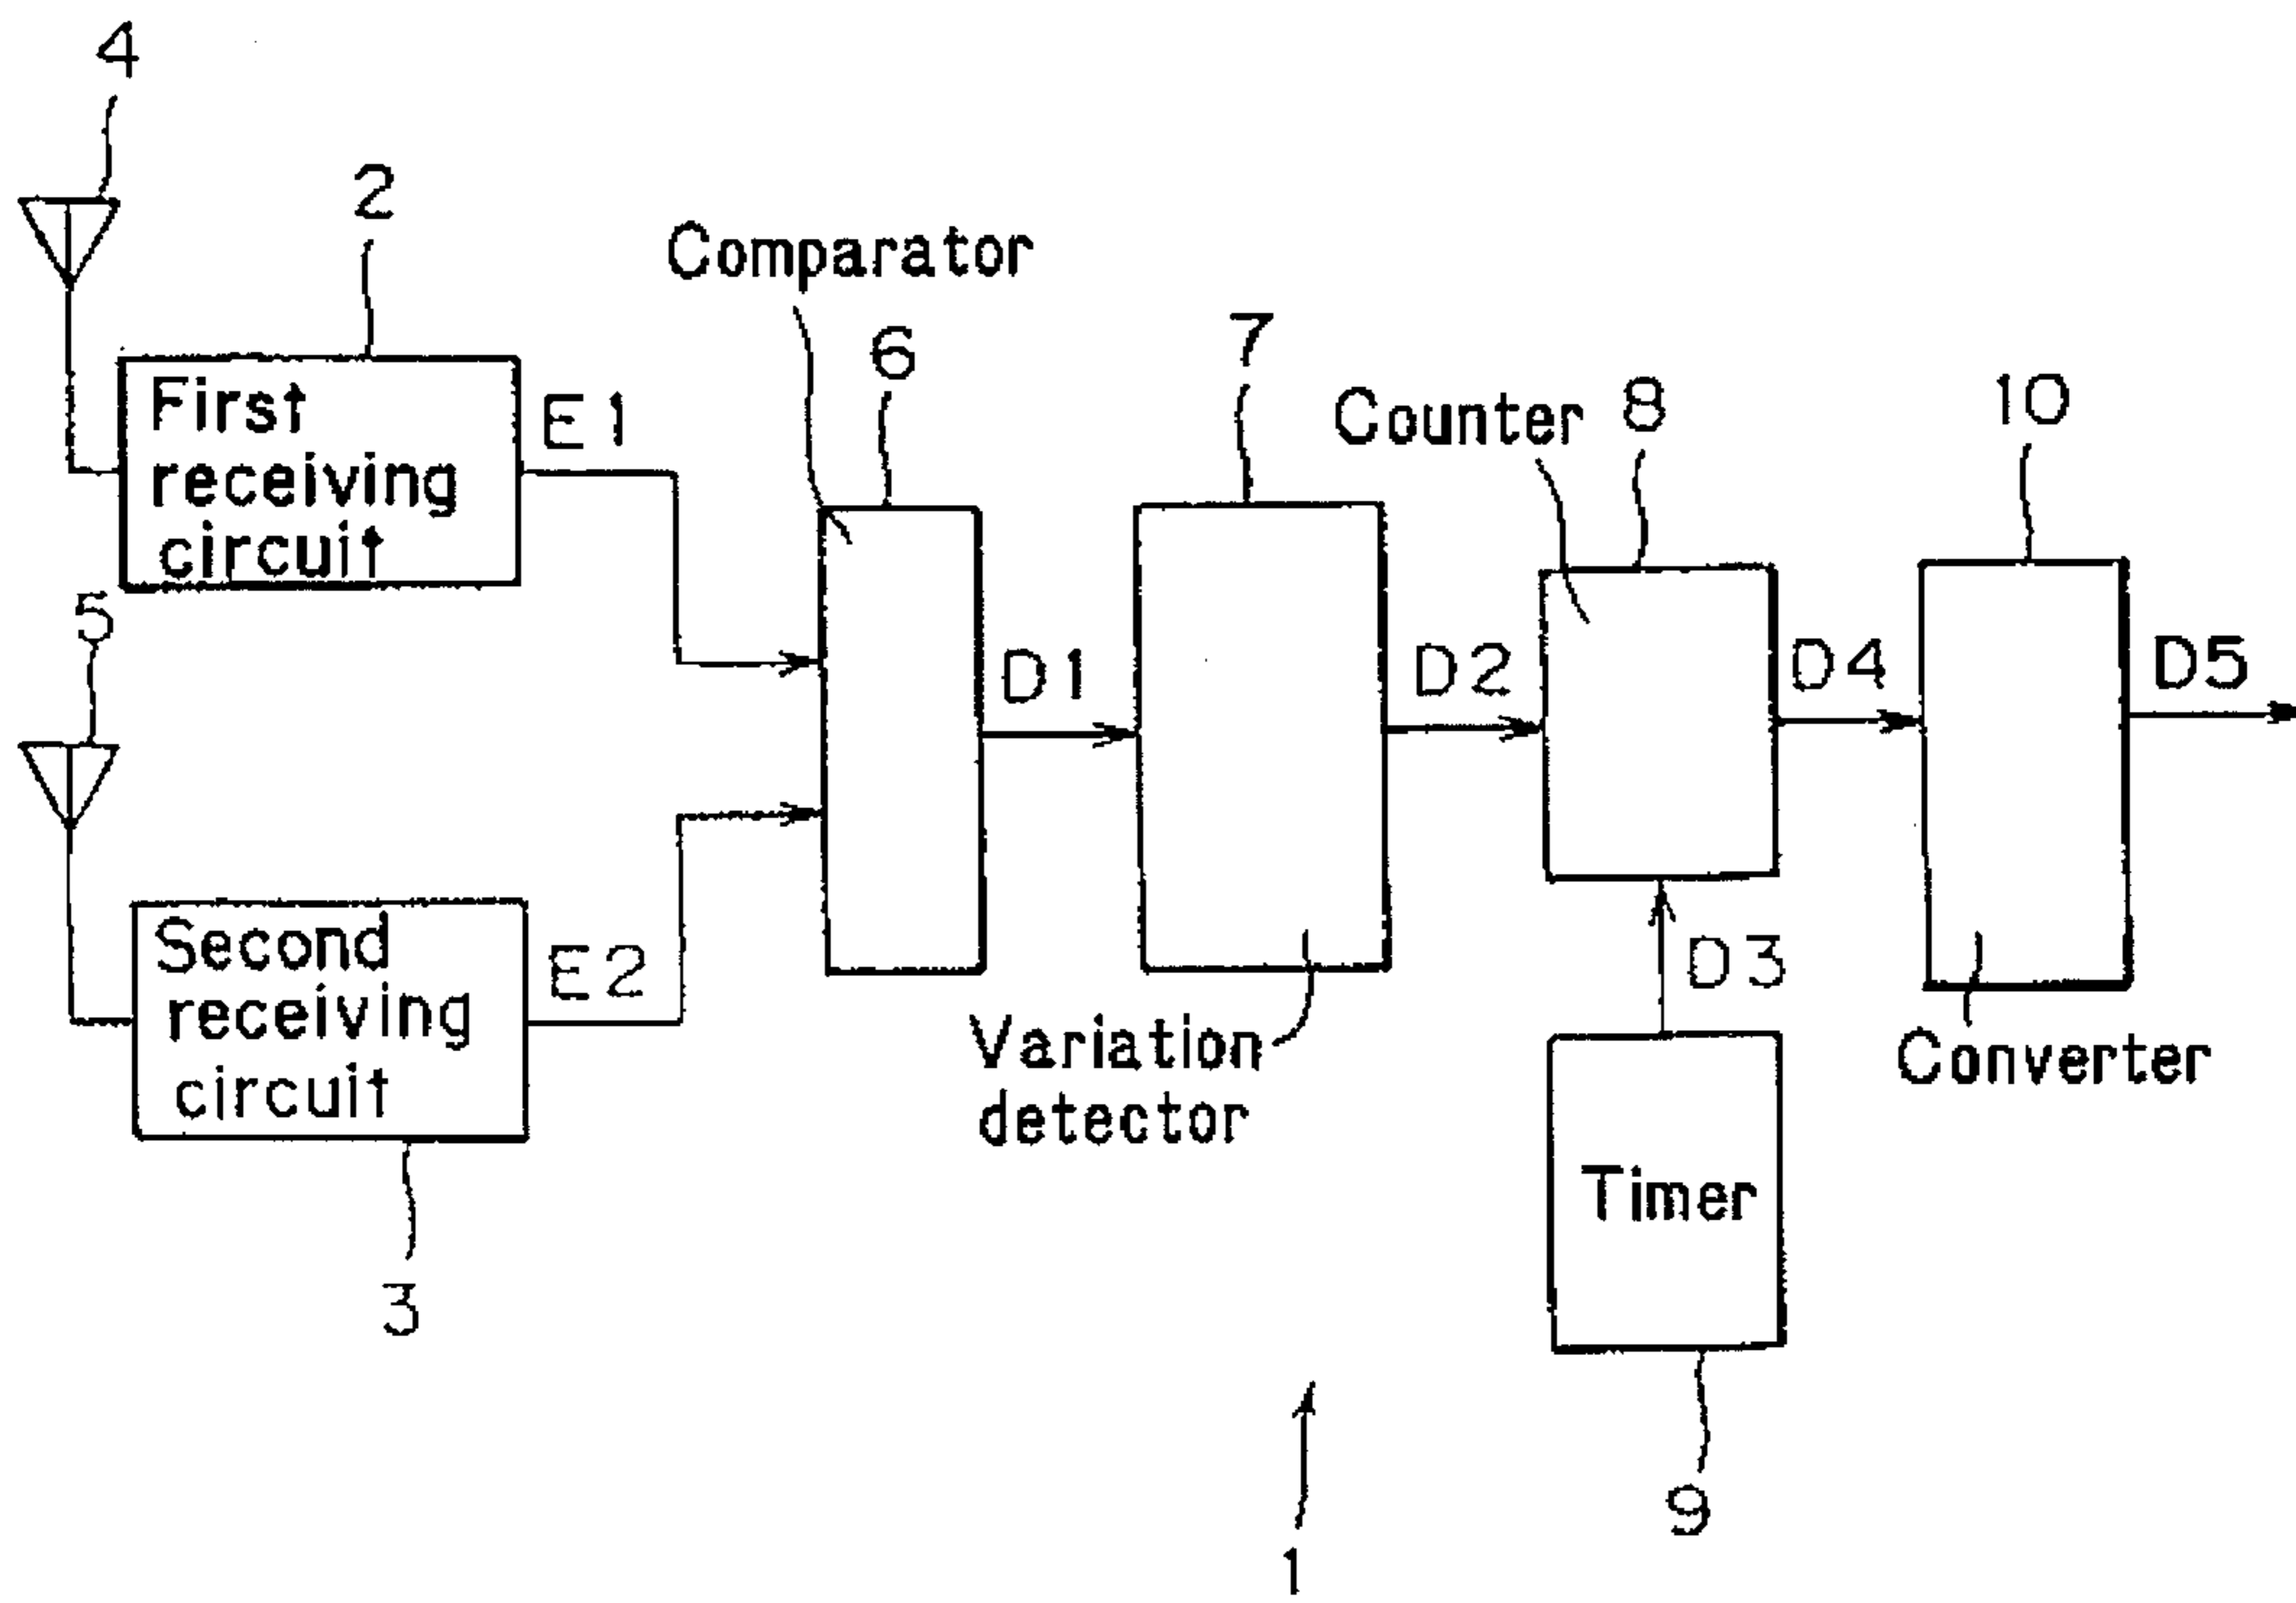 4
2
Comparator
6
7
Counter
8
10
First
receiving
circuit
E1
5
D1
D2
D4
D5
Second
receiving
circuit
E2
D3
Variation
detector
Converter
Timer
3
9
1